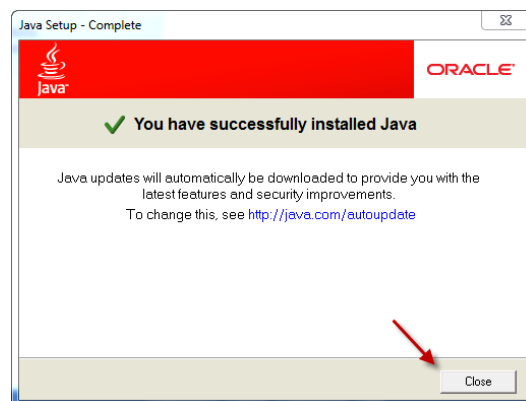 Java Setup - Complete
Java
ORACLE
You have successfully installed Java
Java updates will automatically be downloaded to provide you with the
latest features and security improvements.
To change this, see http://java.com/autoupdate
Close